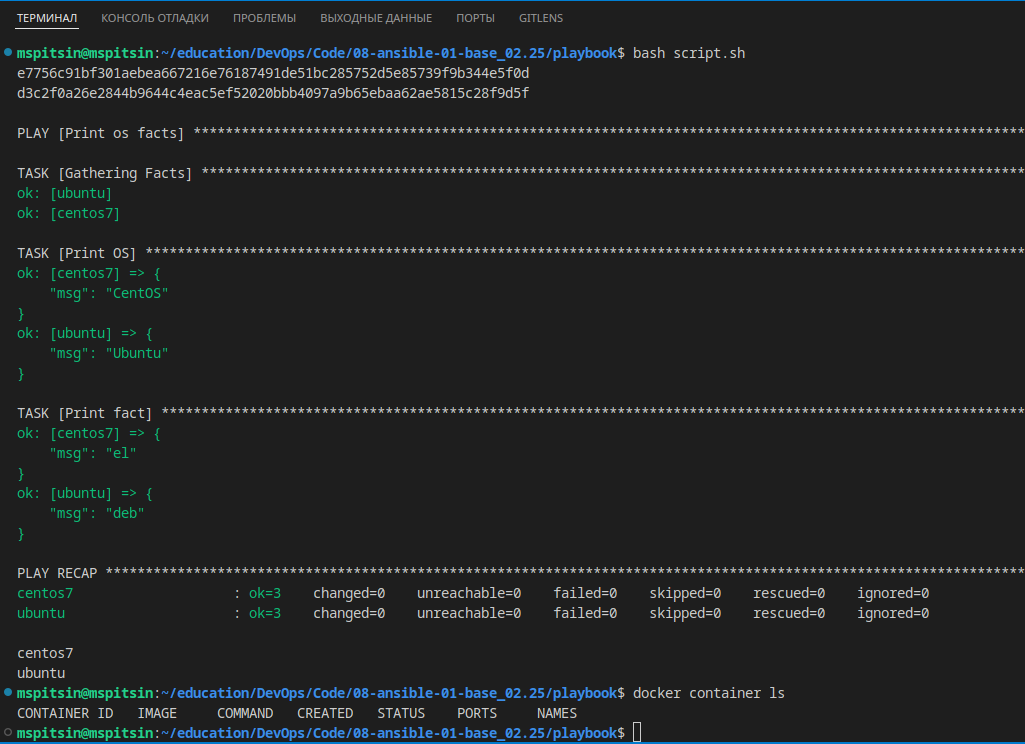 ТЕРМИНАЛ КОНСОЛЬ ОТЛАДКИ ПРОБЛЕМЫ ВЫХОДНЫЕ ДАННЫЕ ПОРТЫ GITLENS
mspitsin@mspitsin:~/education/DevOps/Code/08-ansible-01-base_02.25/playbook$ bash script.sh
e7756c91bf301aebea667216e76187491de51bc285752d5e85739f9b344e5f0d
d3c2f0a26e2844b9644c4eac5ef52020bbb4097a9b65ebaa62ae5815c28f9d5f
PLAY [Print os facts] ********************************************************************************************************
TASK [Gathering Facts] *******************************************************************************************************
ok: [ubuntu]
ok: [centos7]
TASK [Print OS] **************************************************************************************************************
ok: [centos7] => {
    "msg": "CentOS"
}
ok: [ubuntu] => {
    "msg": "Ubuntu"
}
TASK [Print fact] ************************************************************************************************************
ok: [centos7] => {
    "msg": "el"
}
ok: [ubuntu] => {
    "msg": "deb"
}
PLAY RECAP *******************************************************************************************************************
centos7                    : ok=3    changed=0    unreachable=0    failed=0    skipped=0    rescued=0    ignored=0
ubuntu                     : ok=3    changed=0    unreachable=0    failed=0    skipped=0    rescued=0    ignored=0
centos7
ubuntu
mspitsin@mspitsin:~/education/DevOps/Code/08-ansible-01-base_02.25/playbook$ docker container ls
CONTAINER ID   IMAGE     COMMAND   CREATED   STATUS    PORTS     NAMES
mspitsin@mspitsin:~/education/DevOps/Code/08-ansible-01-base_02.25/playbook$